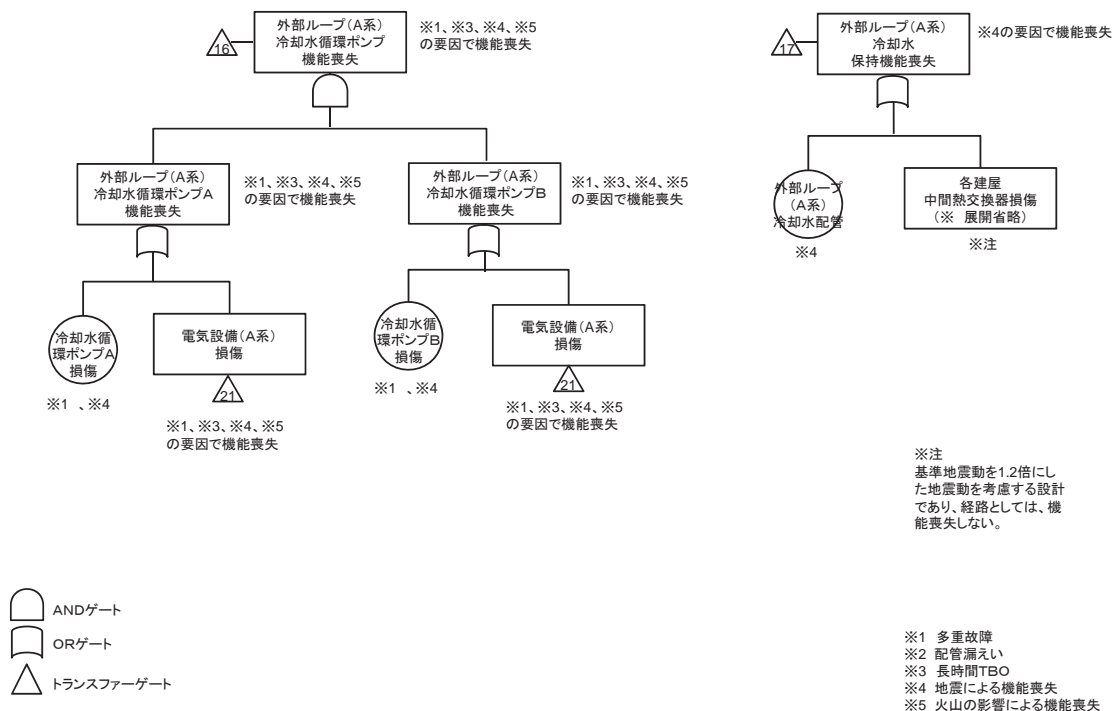 16
外部ループ(A系)
冷却水循環ポンプ
機能喪失
※1、※3、※4、※5
の要因で機能喪失
17
外部ループ(A系)
冷却水
保持機能喪失
※4の要因で機能喪失
外部ループ(A系)
冷却水循環ポンプA
機能喪失
※1、※3、※4、※5
の要因で機能喪失
外部ループ(A系)
冷却水循環ポンプB
機能喪失
※1、※3、※4、※5
の要因で機能喪失
外部ループ
(A系)
冷却水配管
※4
各建屋
中間熱交換器損傷
(※ 展開省略)
※注
冷却水循
環ポンプA
損傷
※1 、※4
電気設備(A系)
損傷
21
※1、※3、※4、※5
の要因で機能喪失
冷却水循
環ポンプB
損傷
※1、※4
電気設備(A系)
損傷
21
※1、※3、※4、※5
の要因で機能喪失
※注
基準地震動を1.2倍にし
た地震動を考慮する設計
であり、経路としては、機
能喪失しない。
ANDゲート
ORゲート
トランスファーゲート
※1 多重故障
※2 配管漏えい
※3 長時間TBO
※4 地震による機能喪失
※5 火山の影響による機能喪失